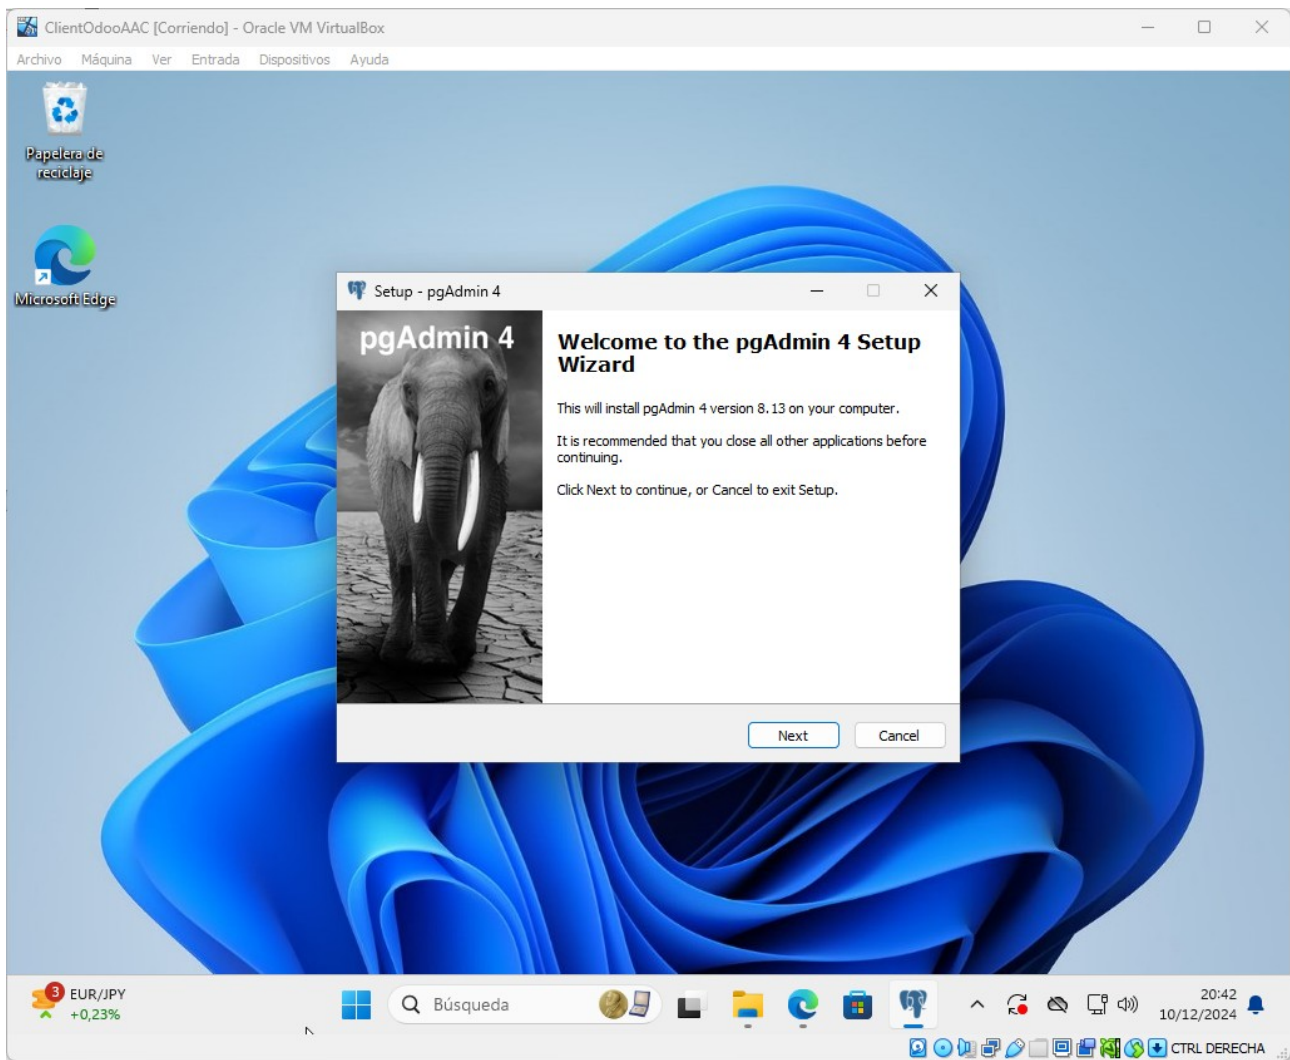 ClientOdooAAC [Corriendo] - Oracle VM VirtualBox
Archivo Máquina Ver Entrada Dispositivos Ayuda
Papelera de
reciclaje
Microsoft Edge
Setup - pgAdmin 4
pgAdmin 4
Welcome to the pgAdmin 4 Setup
Wizard
This will install pgAdmin 4 version 8.13 on your computer.
It is recommended that you close all other applications before
continuing.
Click Next to continue, or Cancel to exit Setup.
Next Cancel
3 EUR/JPY
+0,23%
Búsqueda
20:42
10/12/2024
CTRL DERECHA